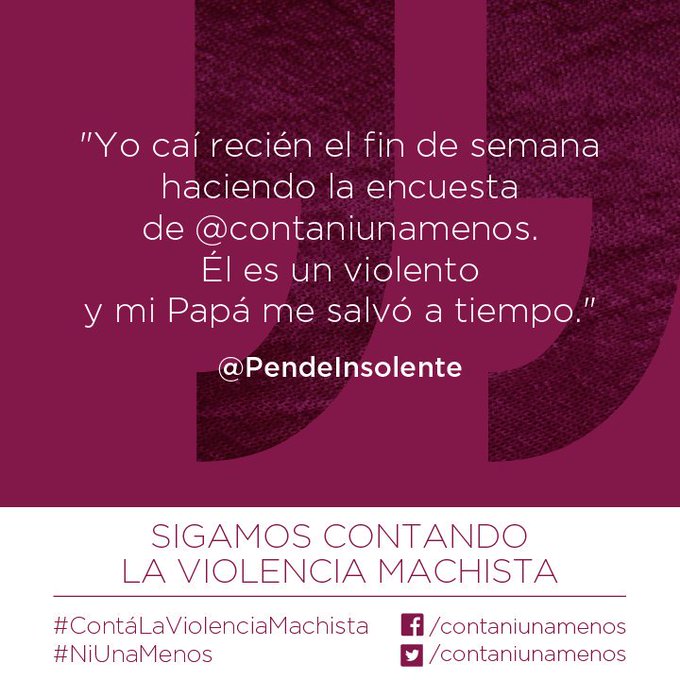 "Yo caí recién el fin de semana
haciendo la encuesta
de @contaniunamenos.
Él es un violento
y mi Papá me salvó a tiempo."
@PendeInsolente
SIGAMOS CONTANDO
LA VIOLENCIA MACHISTA
#ContáLaViolenciaMachista
#NiUnaMenos
/contaniunamenos
/contaniunamenos